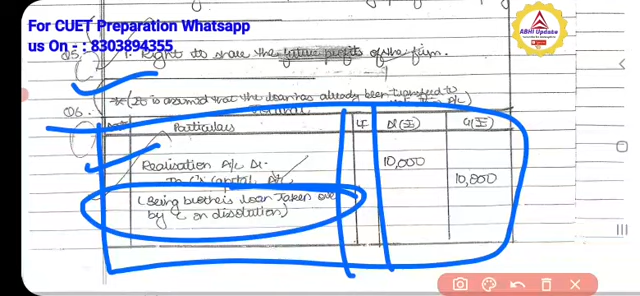 For CUET Preparation Whatsapp
us On - : 8303894355
ABHI Update
Q5. 1. Right to share the future profits of the firm.
Q6. * (It is assumed that the loan has already been transferred to
Particulars L.F Dr (₹) Cr (₹)
Realisation A/c Dr. 10,000
To C's Capital A/c 10,000
(Being brother's loan taken over
by C on dissolution)